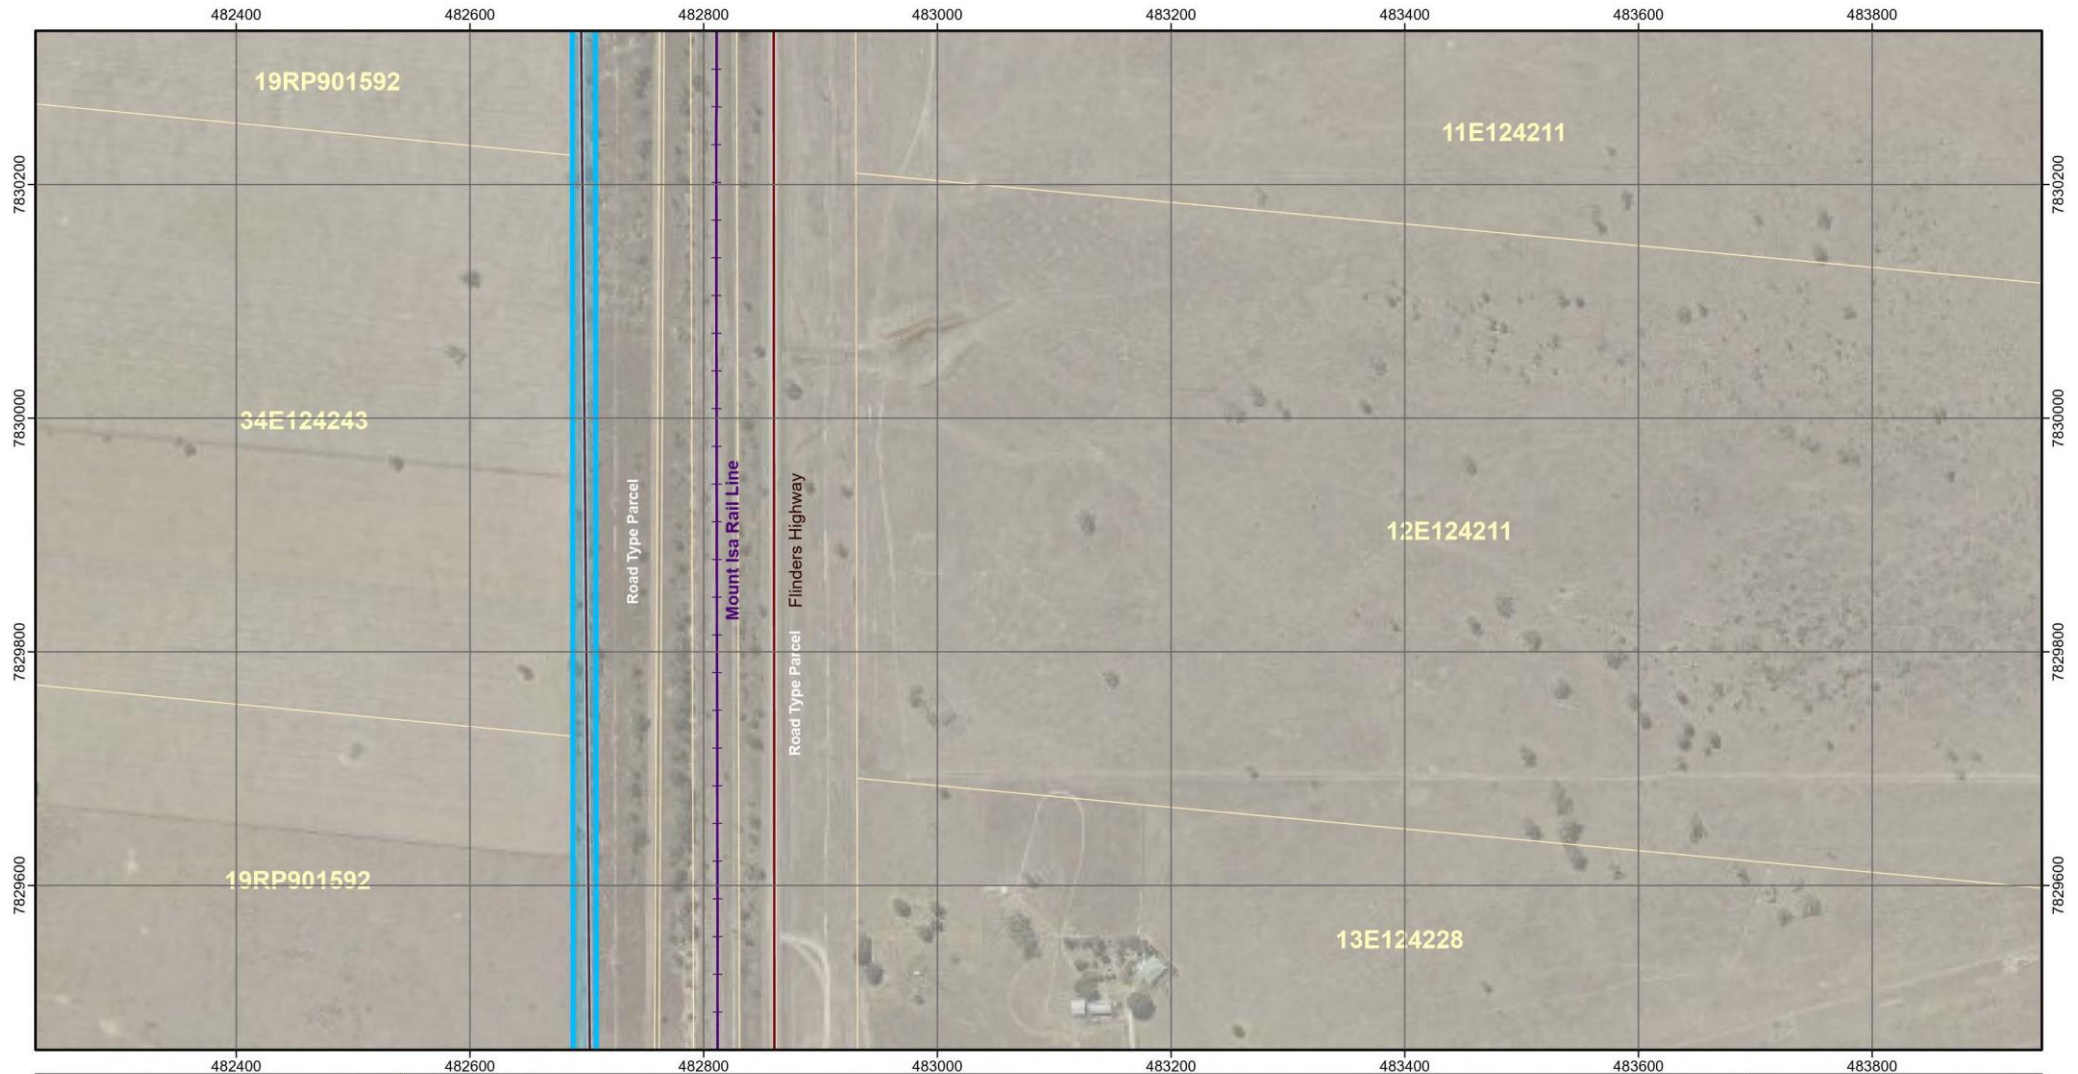 482400 482600 482800 483000 483200 483400 483600 483800
19RP901592
11E124211
7830200
7830200
34E124243
7830000
7830000
Road Type Parcel
Mount Isa Rail Line
Flinders Highway
12E124211
7829800
7829800
Road Type Parcel
19RP901592
7829600
7829600
13E124228
482400 482600 482800 483000 483200 483400 483600 483800